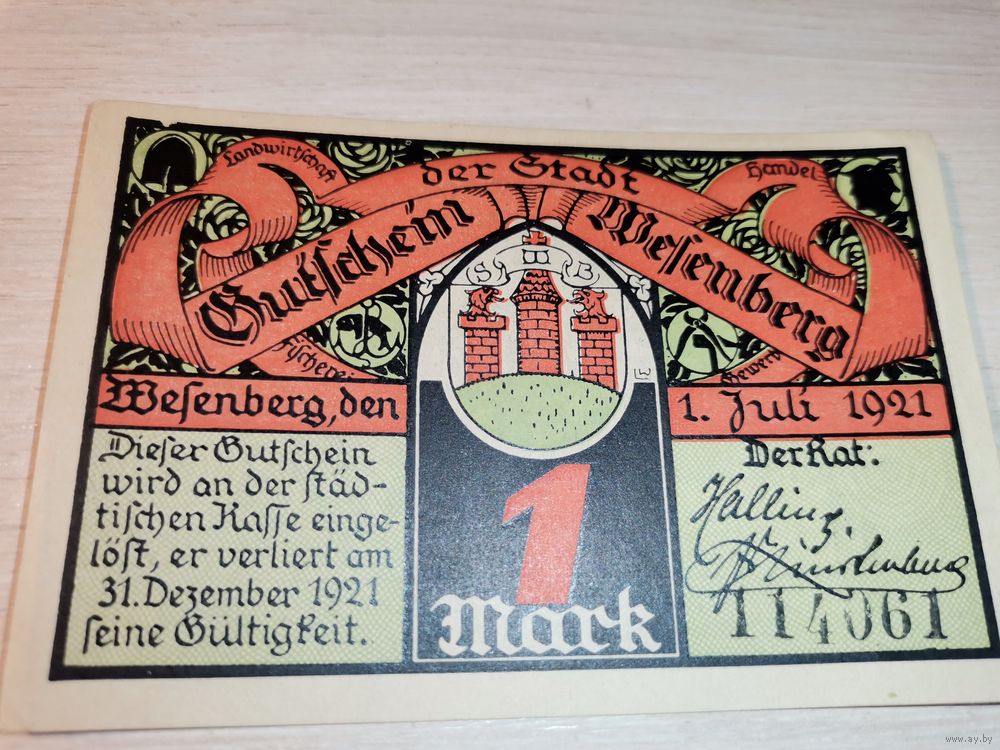 Landwirtschaft
der Stadt
Handel
Gutschein
Wesenberg
S W B
Fischerei
LW
Wesenberg, den
1. Juli 1921
Dieser Gutschein
wird an der städ-
tischen Kasse einge-
löst, er verliert am
31. Dezember 1921
seine Gültigkeit.
1
Mark
Der Rat:
Halling.
114061
www.ay.by